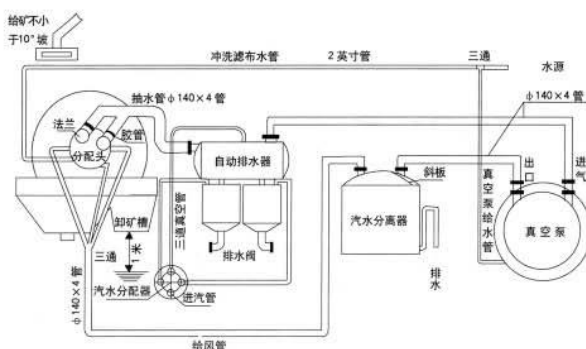 给矿不小
于10°坡
冲洗滤布水管
2英寸管
三通
水源
抽水管φ140×4管
φ140×4管
法兰
胶管
分配头
自动排水器
斜板
真空泵给水管
出口
进气
卸矿槽
三通真空管
汽水分离器
真空泵
三通
1米
排水阀
排水
φ140×4管
汽水分配器
进汽管
给风管